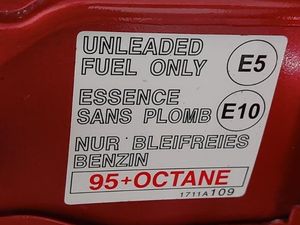 UNLEADED
FUEL ONLY
E5
ESSENCE
SANS PLOMB
E10
NUR BLEIFREIES
BENZIN
95+OCTANE
1711A109